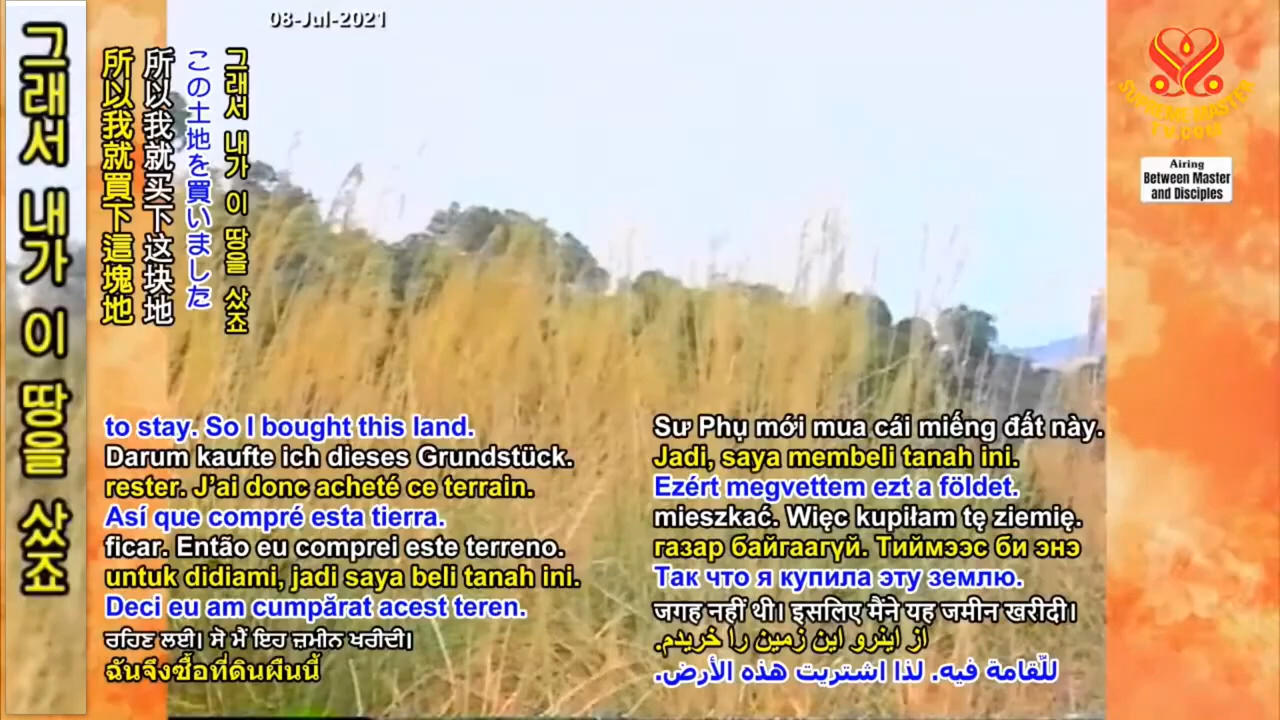 08-Jul-2021
그래서 내가 이 땅을 샀죠
그래서 내가 이 땅을 샀죠
この土地を買いました
所以我就买下这块地
所以我就買下這塊地
SUPREME MASTER
TV.COM
Airing
Between Master
and Disciples
to stay. So I bought this land.
Darum kaufte ich dieses Grundstück.
rester. J’ai donc acheté ce terrain.
Así que compré esta tierra.
ficar. Então eu comprei este terreno.
untuk didiami, jadi saya beli tanah ini.
Deci eu am cumpărat acest teren.
ਰਹਿਣ ਲਈ। ਸੋ ਮੈਂ ਇਹ ਜ਼ਮੀਨ ਖਰੀਦੀ।
ฉันจึงซื้อที่ดินผืนนี้
Sư Phụ mới mua cái miếng đất này.
Jadi, saya membeli tanah ini.
Ezért megvettem ezt a földet.
mieszkać. Więc kupiłam tę ziemię.
газар байгаагүй. Тиймээс би энэ
Так что я купила эту землю.
जगह नहीं थी। इसलिए मैंने यह जमीन खरीदी।
از اینرو این زمین را خریدم.
للّقامة فيه. لذا اشتريت هذه الأرض.